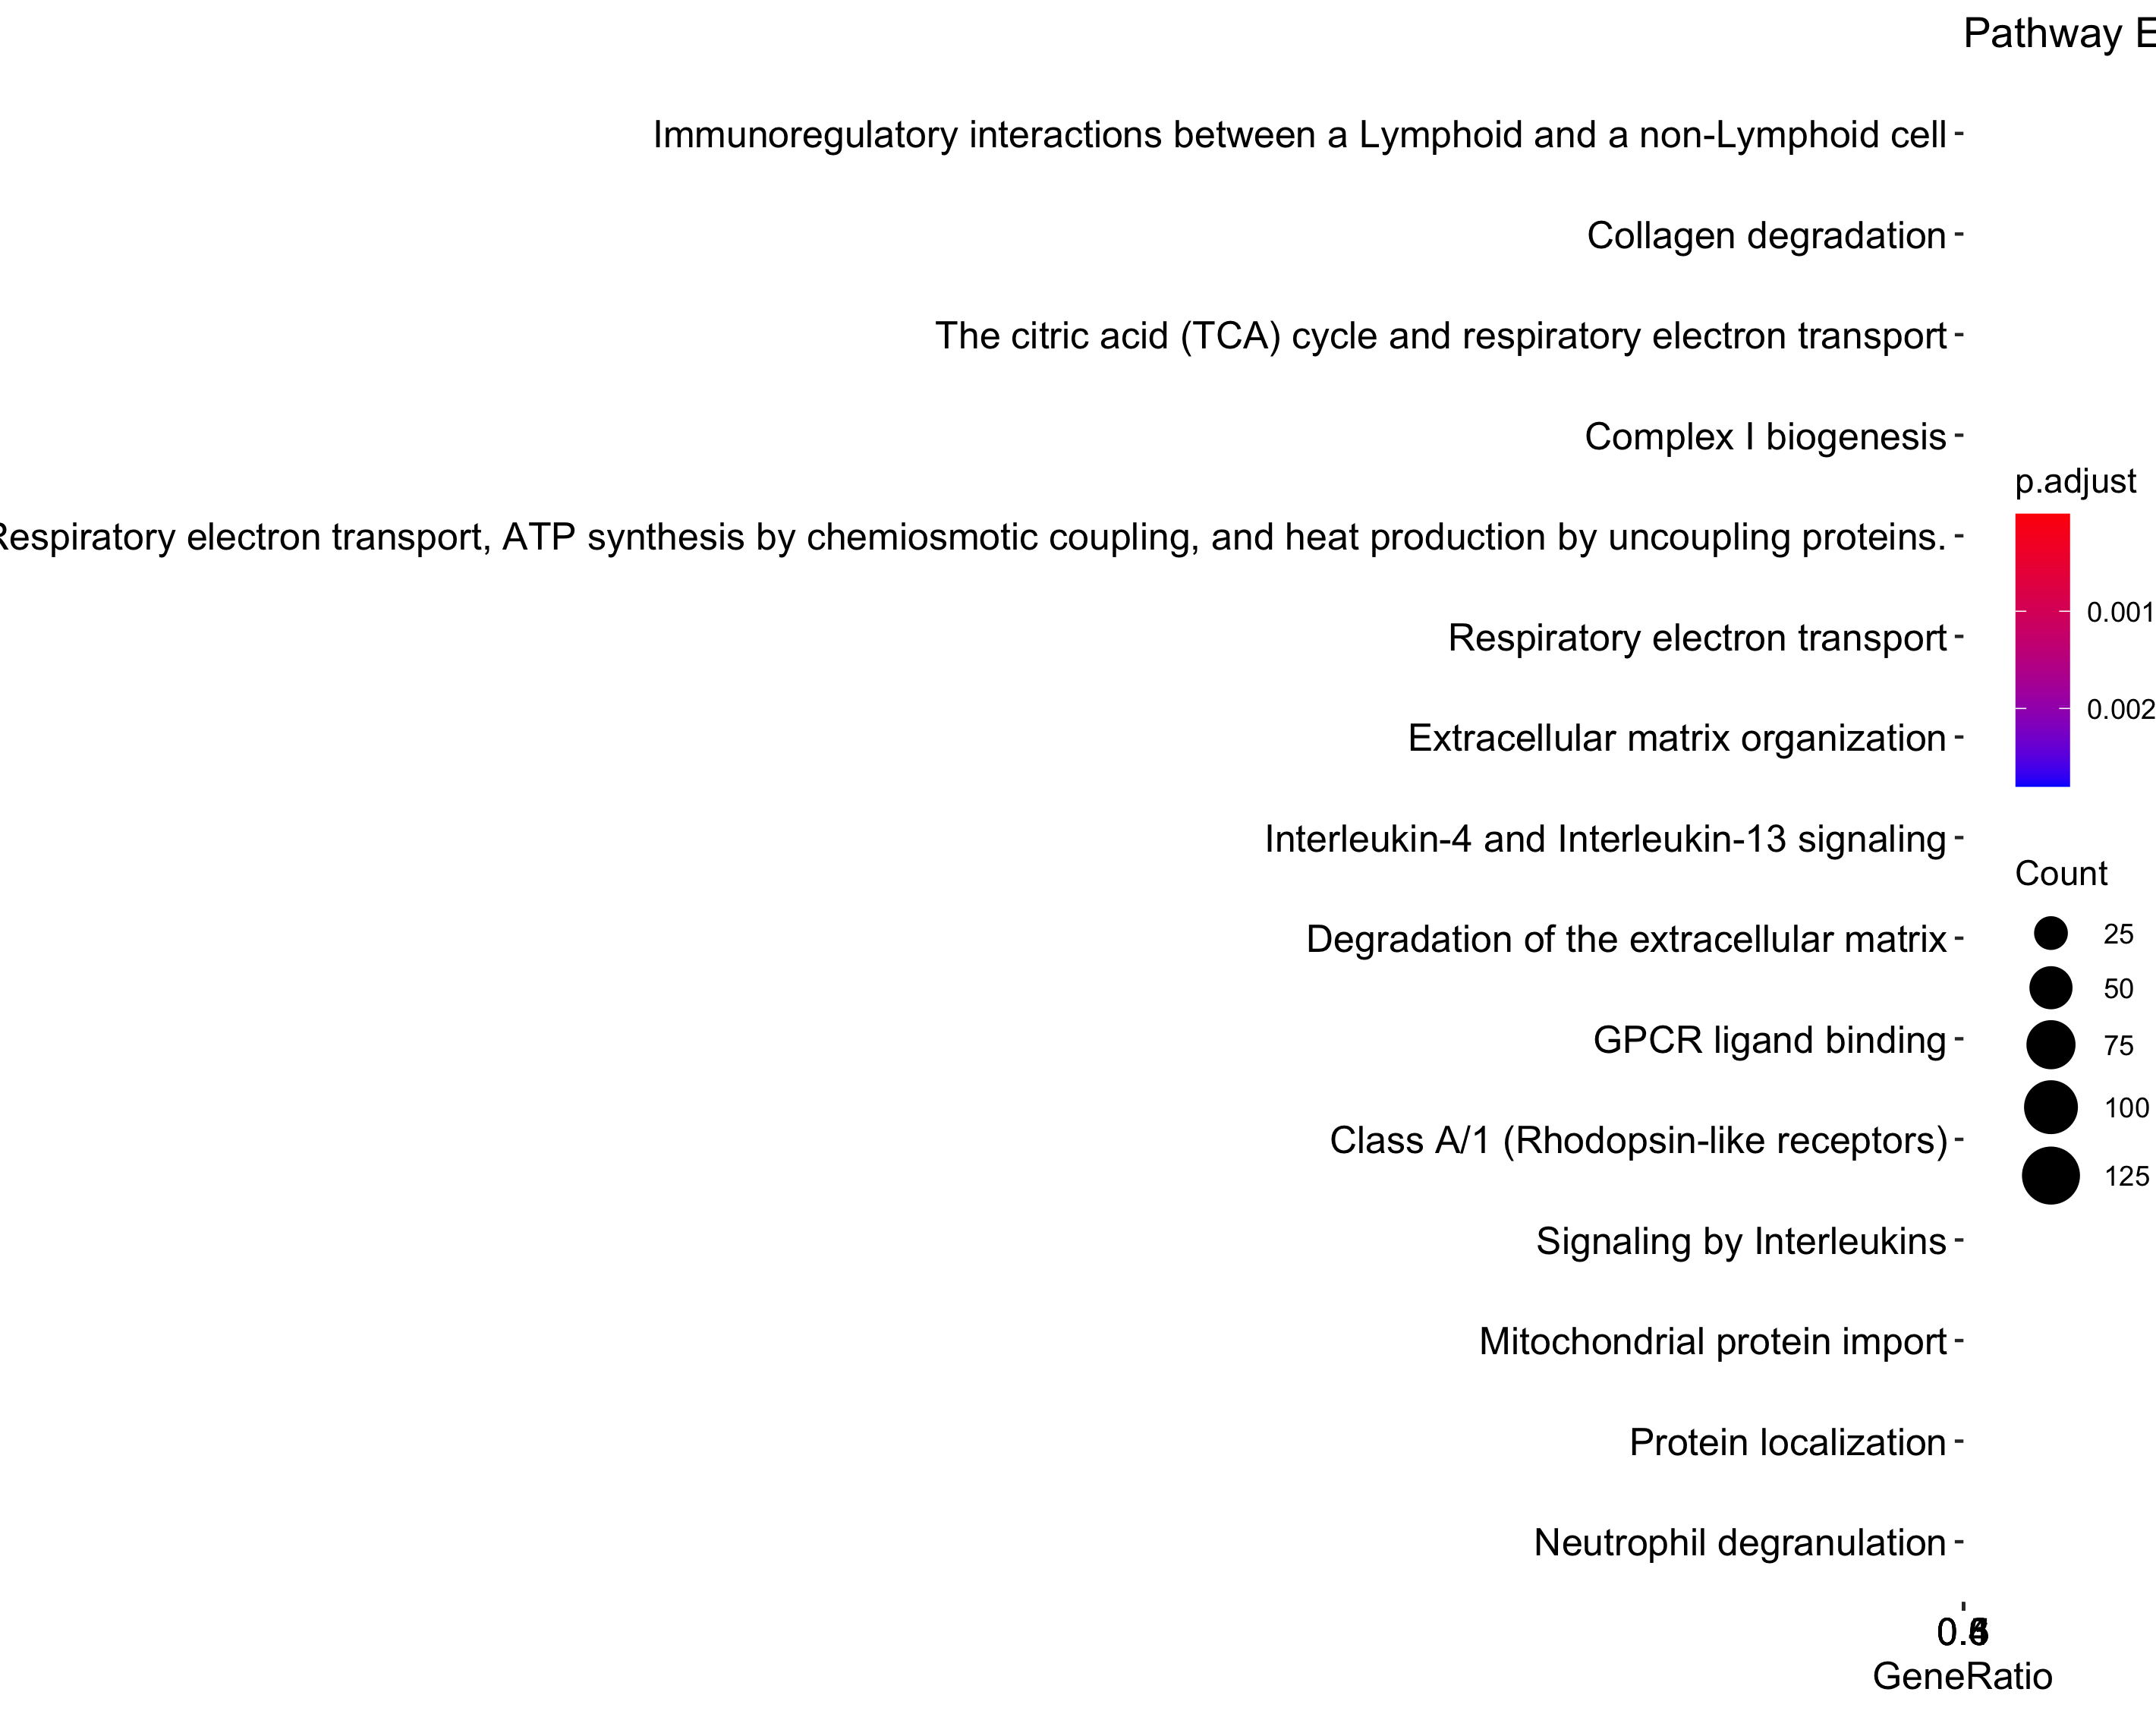 Pathway E
Immunoregulatory interactions between a Lymphoid and a non-Lymphoid cell
Collagen degradation
The citric acid (TCA) cycle and respiratory electron transport
Complex I biogenesis
Respiratory electron transport, ATP synthesis by chemiosmotic coupling, and heat production by uncoupling proteins.
Respiratory electron transport
Extracellular matrix organization
Interleukin-4 and Interleukin-13 signaling
Degradation of the extracellular matrix
GPCR ligand binding
Class A/1 (Rhodopsin-like receptors)
Signaling by Interleukins
Mitochondrial protein import
Protein localization
Neutrophil degranulation
GeneRatio
p.adjust
0.001
0.002
Count
25
50
75
100
125